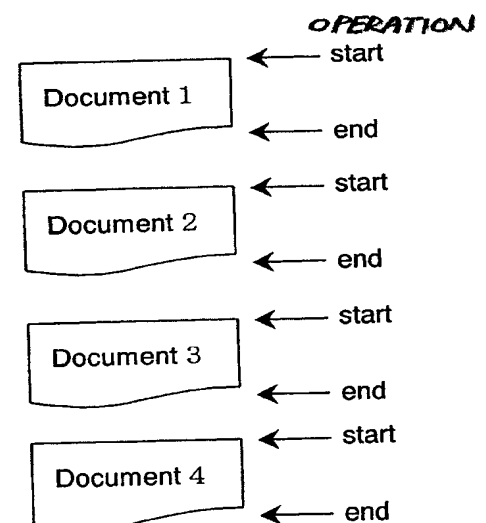 OPERATION
start
Document 1
end
start
Document 2
end
start
Document 3
end
start
Document 4
end